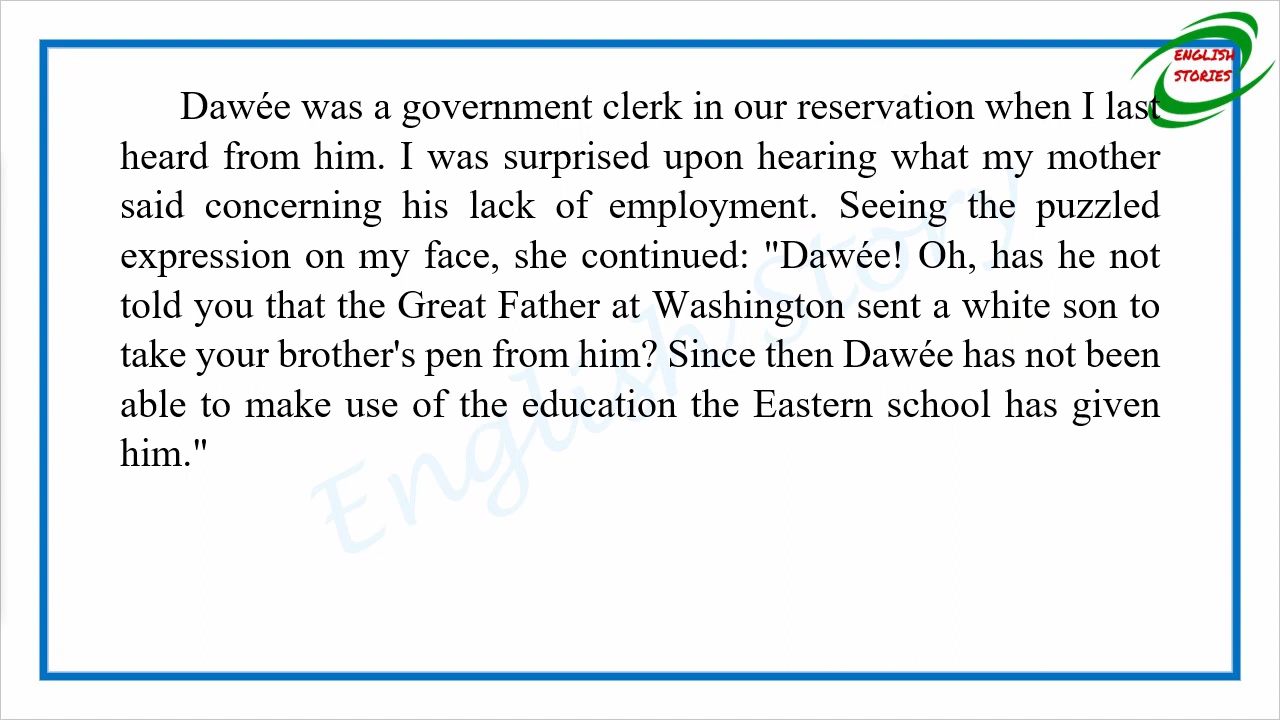 ENGLISH
STORIES
Dawée was a government clerk in our reservation when I last
heard from him. I was surprised upon hearing what my mother
said concerning his lack of employment. Seeing the puzzled
expression on my face, she continued: "Dawée! Oh, has he not
told you that the Great Father at Washington sent a white son to
take your brother's pen from him? Since then Dawée has not been
able to make use of the education the Eastern school has given
him."
English Story